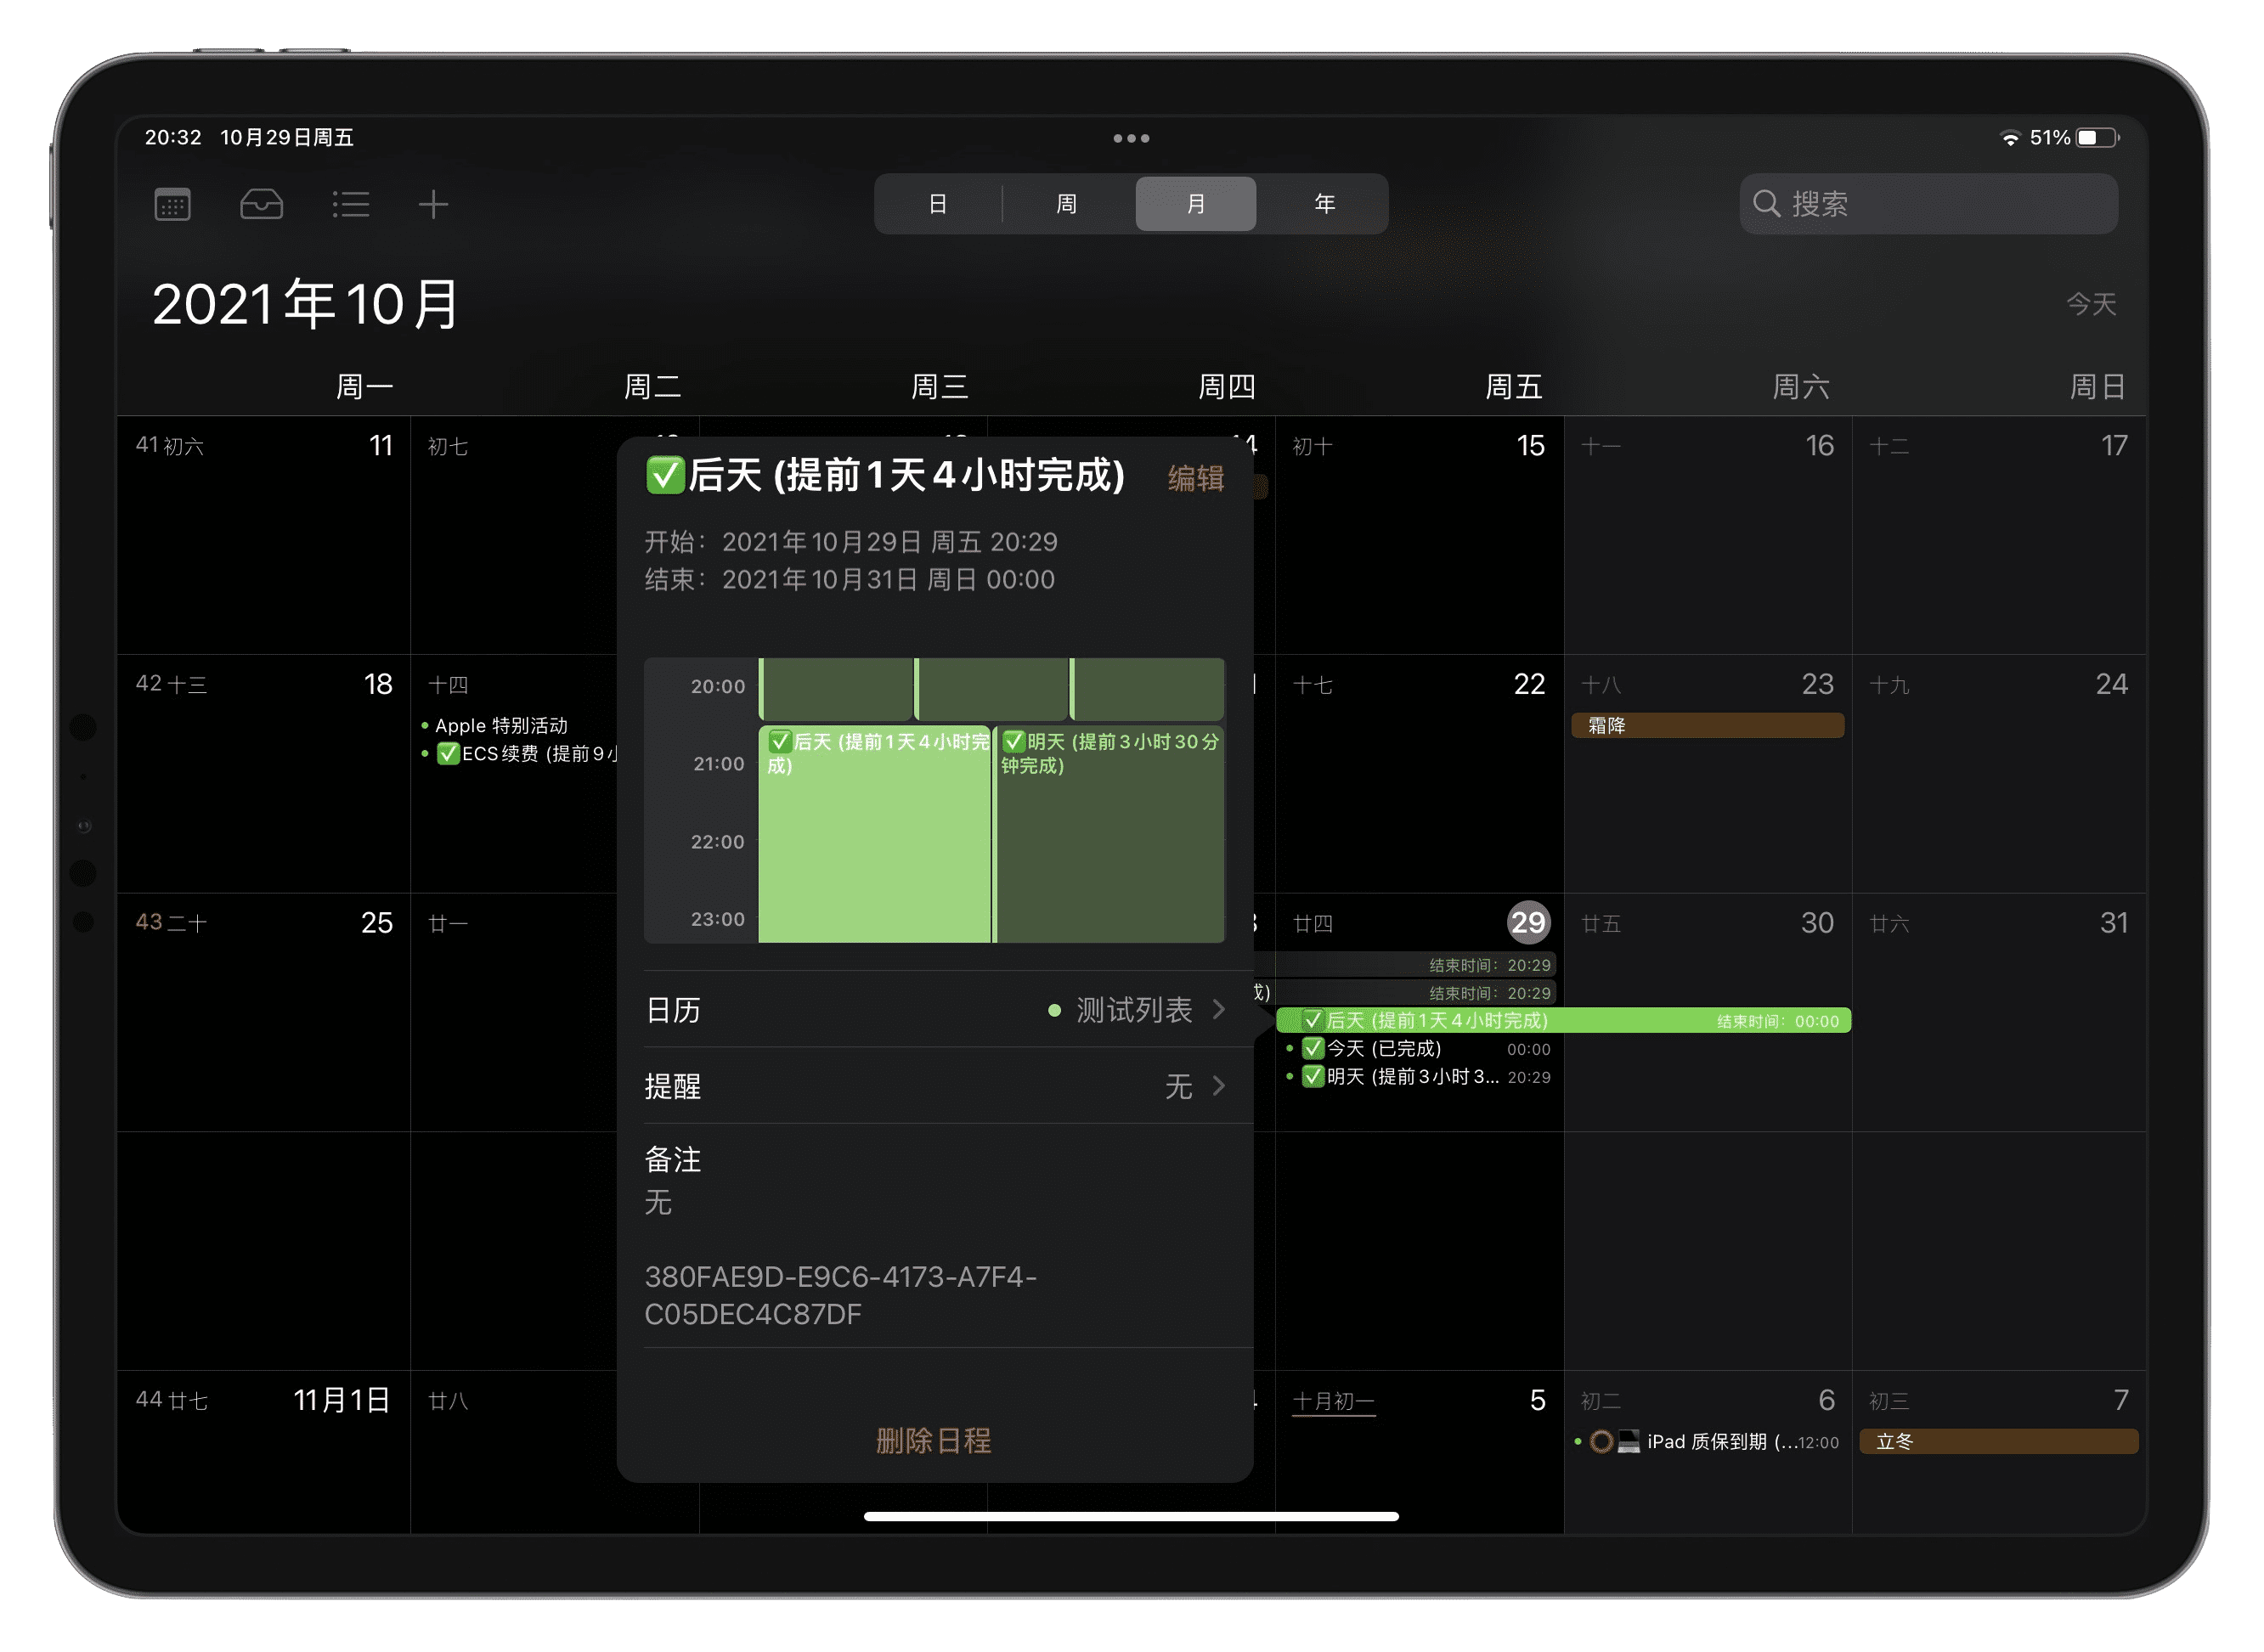 20:32 10月29日周五
51%
日 周 月 年
搜索
2021年10月
今天
周一 周二 周三 周四 周五 周六 周日
41 初六 11 初七
初十 15 十一 16 十二 17
✅后天 (提前1天4小时完成) 编辑
开始： 2021年10月29日 周五 20:29
结束： 2021年10月31日 周日 00:00
20:00
✅后天 (提前1天4小时完
成)
✅明天 (提前3小时30分
钟完成)
21:00
22:00
23:00
日历 测试列表
提醒 无
备注
无
380FAE9D-E9C6-4173-A7F4-
C05DEC4C87DF
删除日程
42 十三 18 十四
Apple 特别活动
✅ECS续费 (提前9小
十七 22 十八 23 十九 24
霜降
43 二十 25 廿一
廿四 29 廿五 30 廿六 31
结束时间：20:29
成) 结束时间：20:29
✅后天 (提前1天4小时完成) 结束时间：00:00
✅今天 (已完成) 00:00
✅明天 (提前3小时3... 20:29
44 廿七 11月1日 廿八
十月初一 5 初二 6 初三 7
iPad 质保到期 (...12:00
立冬